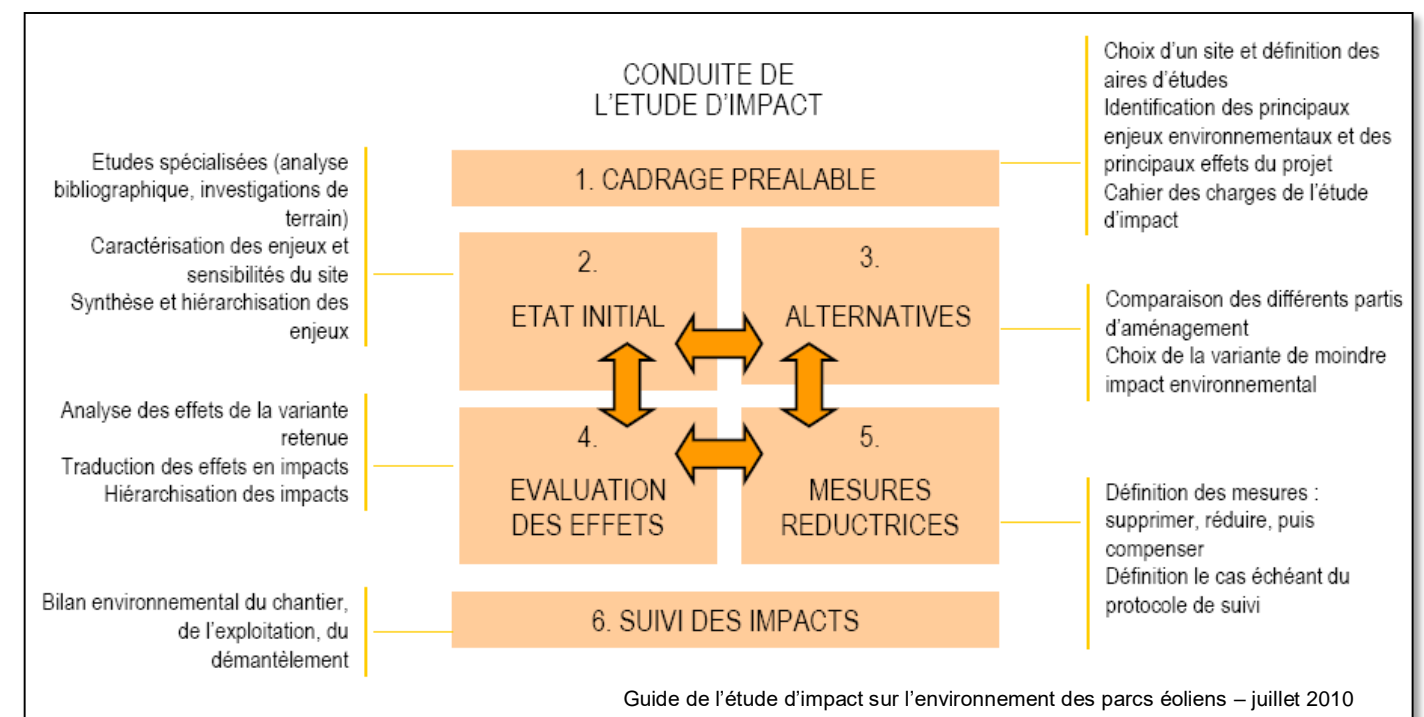 CONDUITE DE
L'ETUDE D'IMPACT
1. CADRAGE PREALABLE
Choix d'un site et définition des
aires d'études
Identification des principaux
enjeux environnementaux et des
principaux effets du projet
Cahier des charges de l'étude
d'impact
Etudes spécialisées (analyse
bibliographique, investigations de
terrain)
Caractérisation des enjeux et
sensibilités du site
Synthèse et hiérarchisation des
enjeux
2.
ETAT INITIAL
3.
ALTERNATIVES
Comparaison des différents partis
d'aménagement
Choix de la variante de moindre
impact environnemental
Analyse des effets de la variante
retenue
Traduction des effets en impacts
Hiérarchisation des impacts
4.
EVALUATION
DES EFFETS
5.
MESURES
REDUCTRICES
Définition des mesures :
supprimer, réduire, puis
compenser
Définition le cas échéant du
protocole de suivi
Bilan environnemental du chantier,
de l'exploitation, du
démantèlement
6. SUIVI DES IMPACTS
Guide de l'étude d'impact sur l'environnement des parcs éoliens – juillet 2010